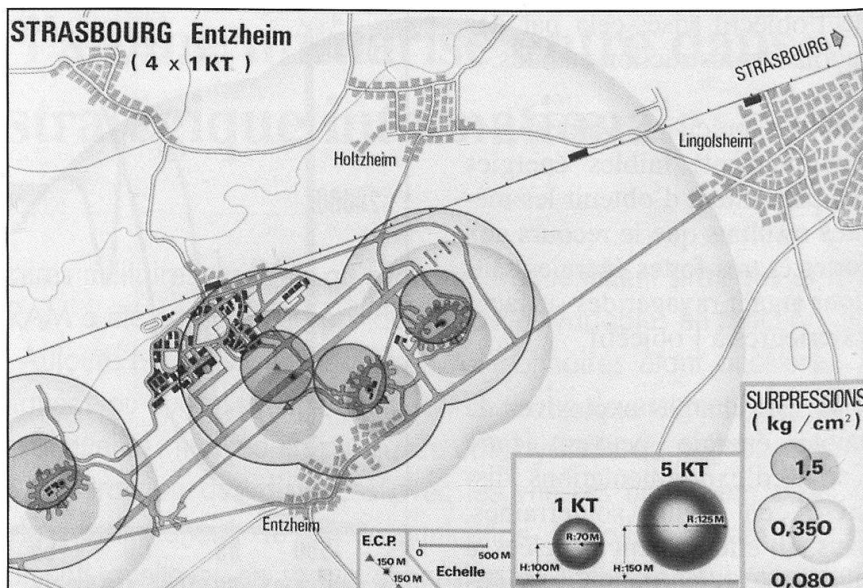 STRASBOURG Entzheim
( 4 x 1 KT )
STRASBOURG
Holtzheim
Lingolsheim
Entzheim
E.C.P.
150 M
150 M
0 500 M
Echelle
1 KT
R:70M
H:100M
5 KT
R:125M
H:150M
SURPRESSIONS
( kg / cm² )
1,5
0,350
0,080